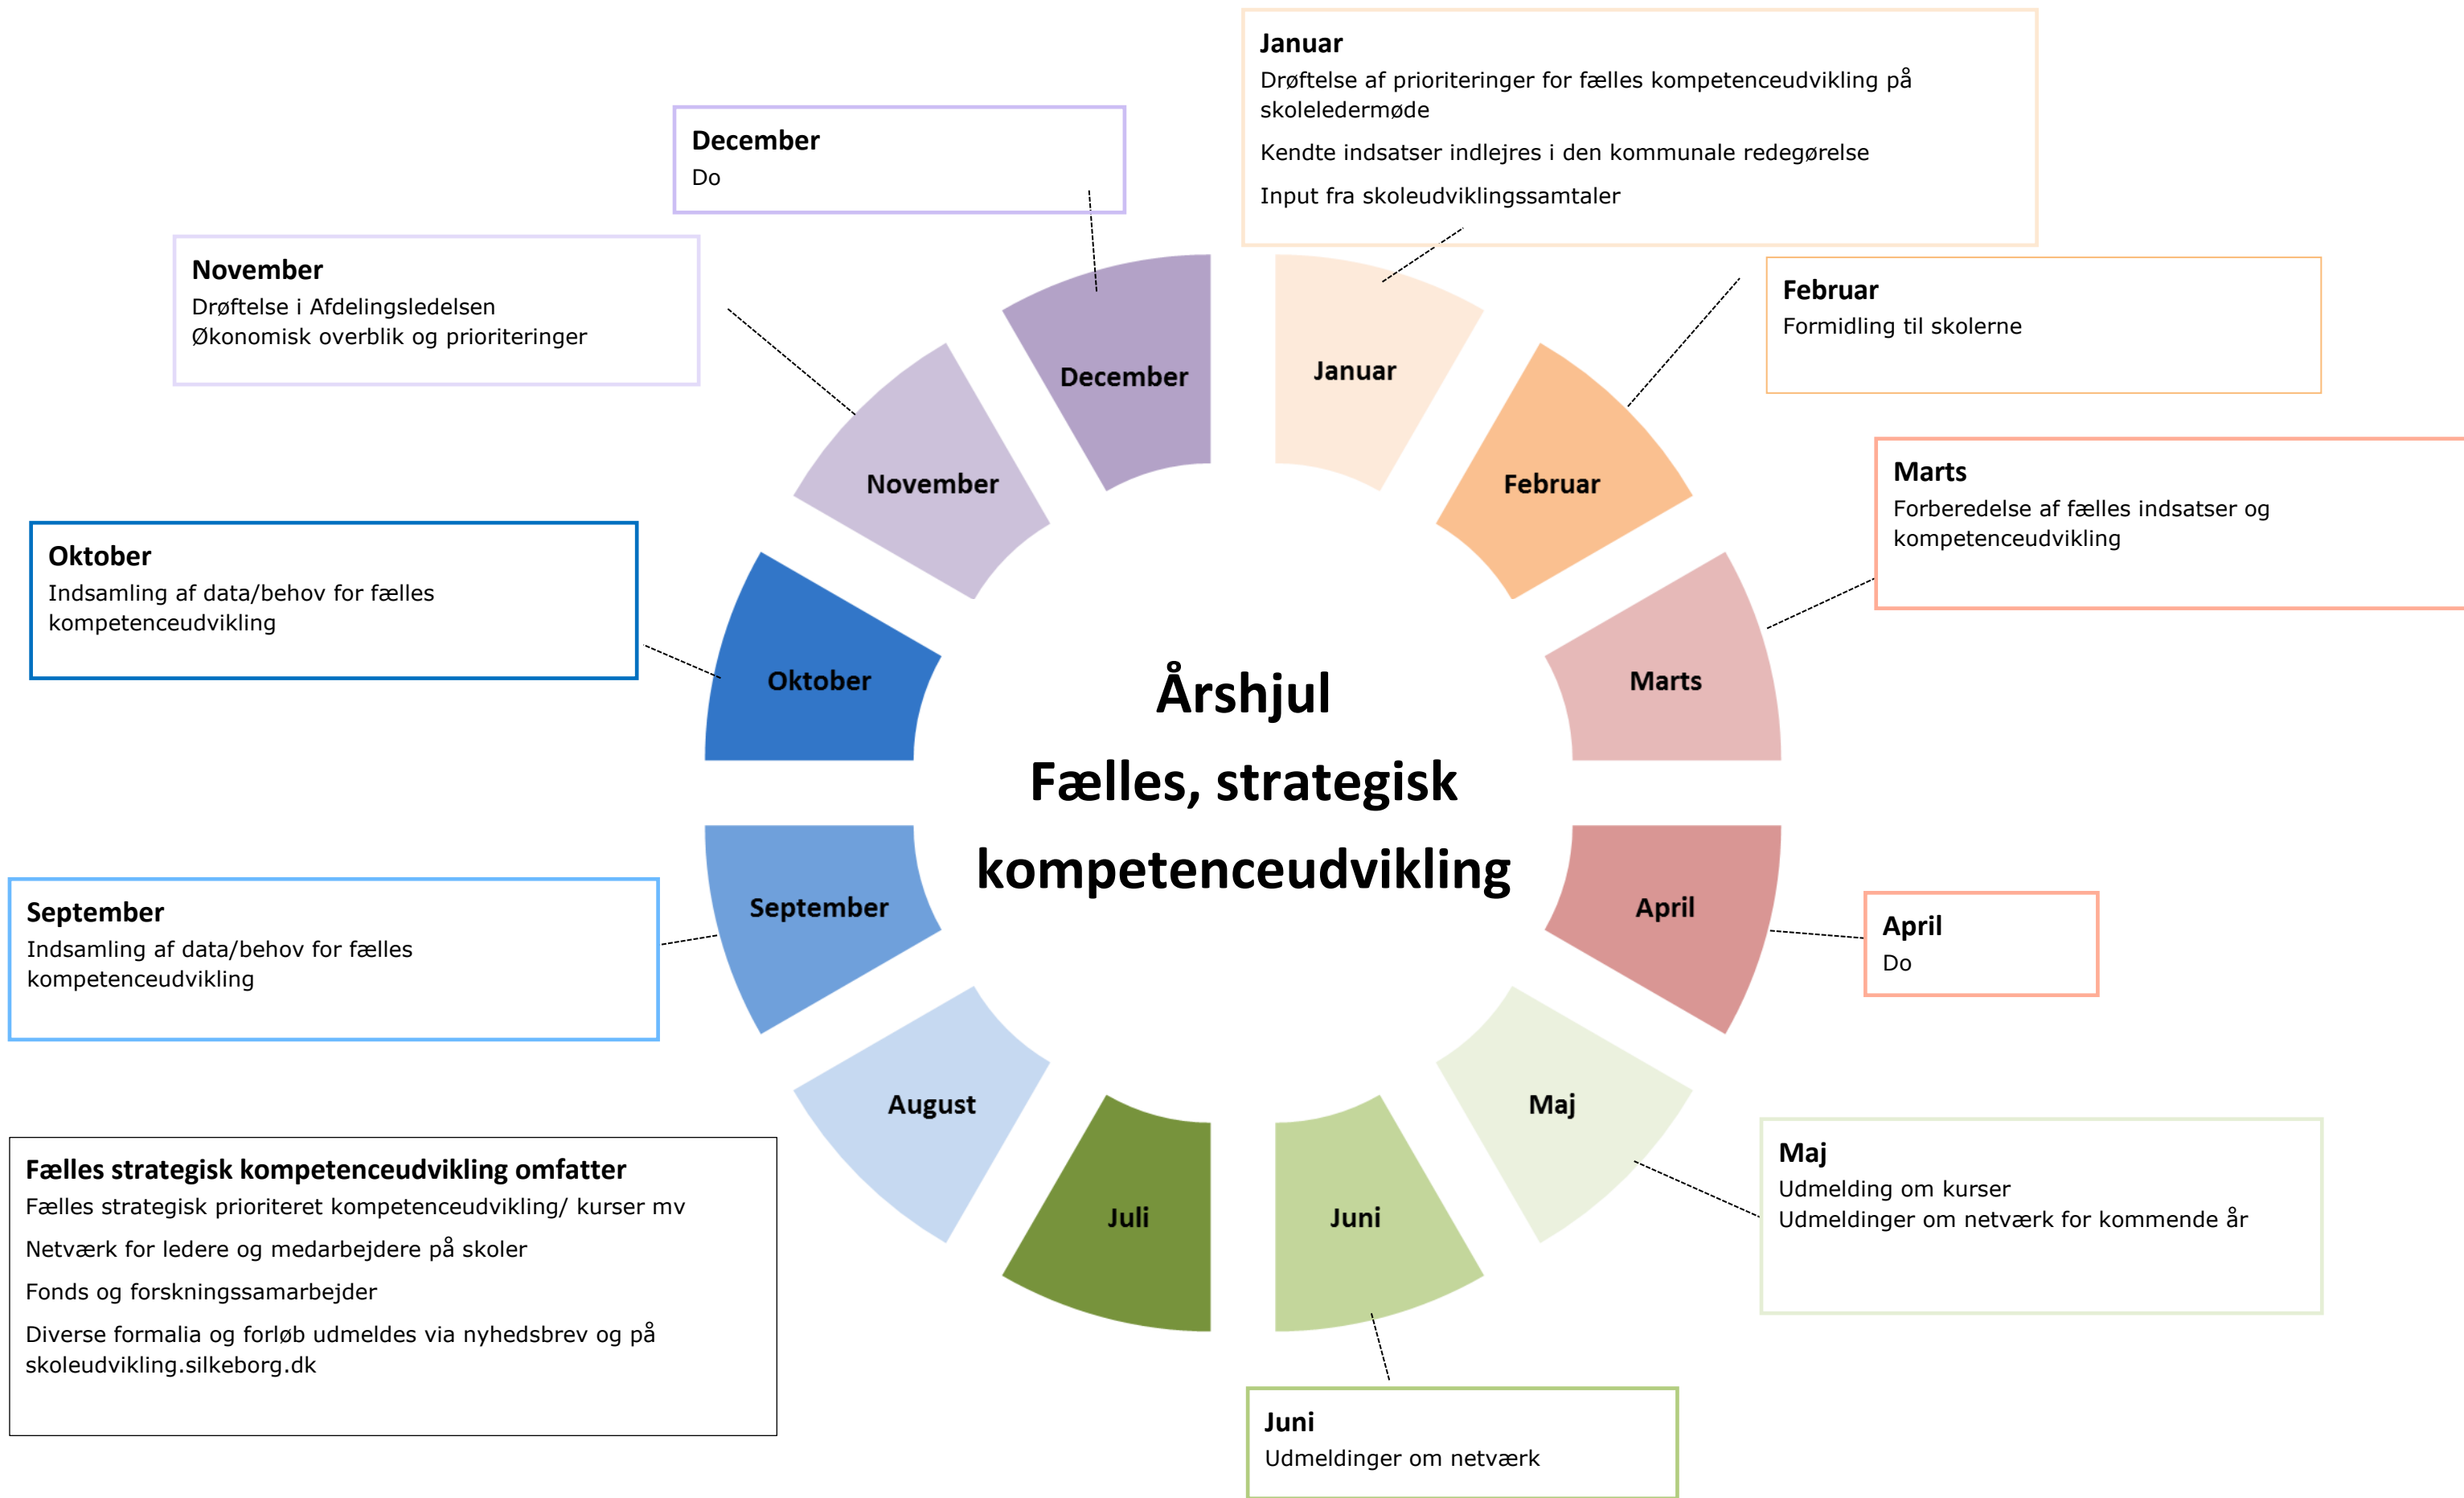 Januar
Drøftelse af prioriteringer for fælles kompetenceudvikling på
skoleledermøde
Kendte indsatser indlejres i den kommunale redegørelse
Input fra skoleudviklingssamtaler
December
Do
November
Drøftelse i Afdelingsledelsen
Økonomisk overblik og prioriteringer
Februar
Formidling til skolerne
Marts
Forberedelse af fælles indsatser og
kompetenceudvikling
Oktober
Indsamling af data/behov for fælles
kompetenceudvikling
December
Januar
November
Februar
Oktober
Marts
Årshjul
Fælles, strategisk
kompetenceudvikling
September
April
August
Maj
Juli
Juni
September
Indsamling af data/behov for fælles
kompetenceudvikling
April
Do
Fælles strategisk kompetenceudvikling omfatter
Fælles strategisk prioriteret kompetenceudvikling/ kurser mv
Netværk for ledere og medarbejdere på skoler
Fonds og forskningssamarbejder
Diverse formalia og forløb udmeldes via nyhedsbrev og på
skoleudvikling.silkeborg.dk
Maj
Udmelding om kurser
Udmeldinger om netværk for kommende år
Juni
Udmeldinger om netværk